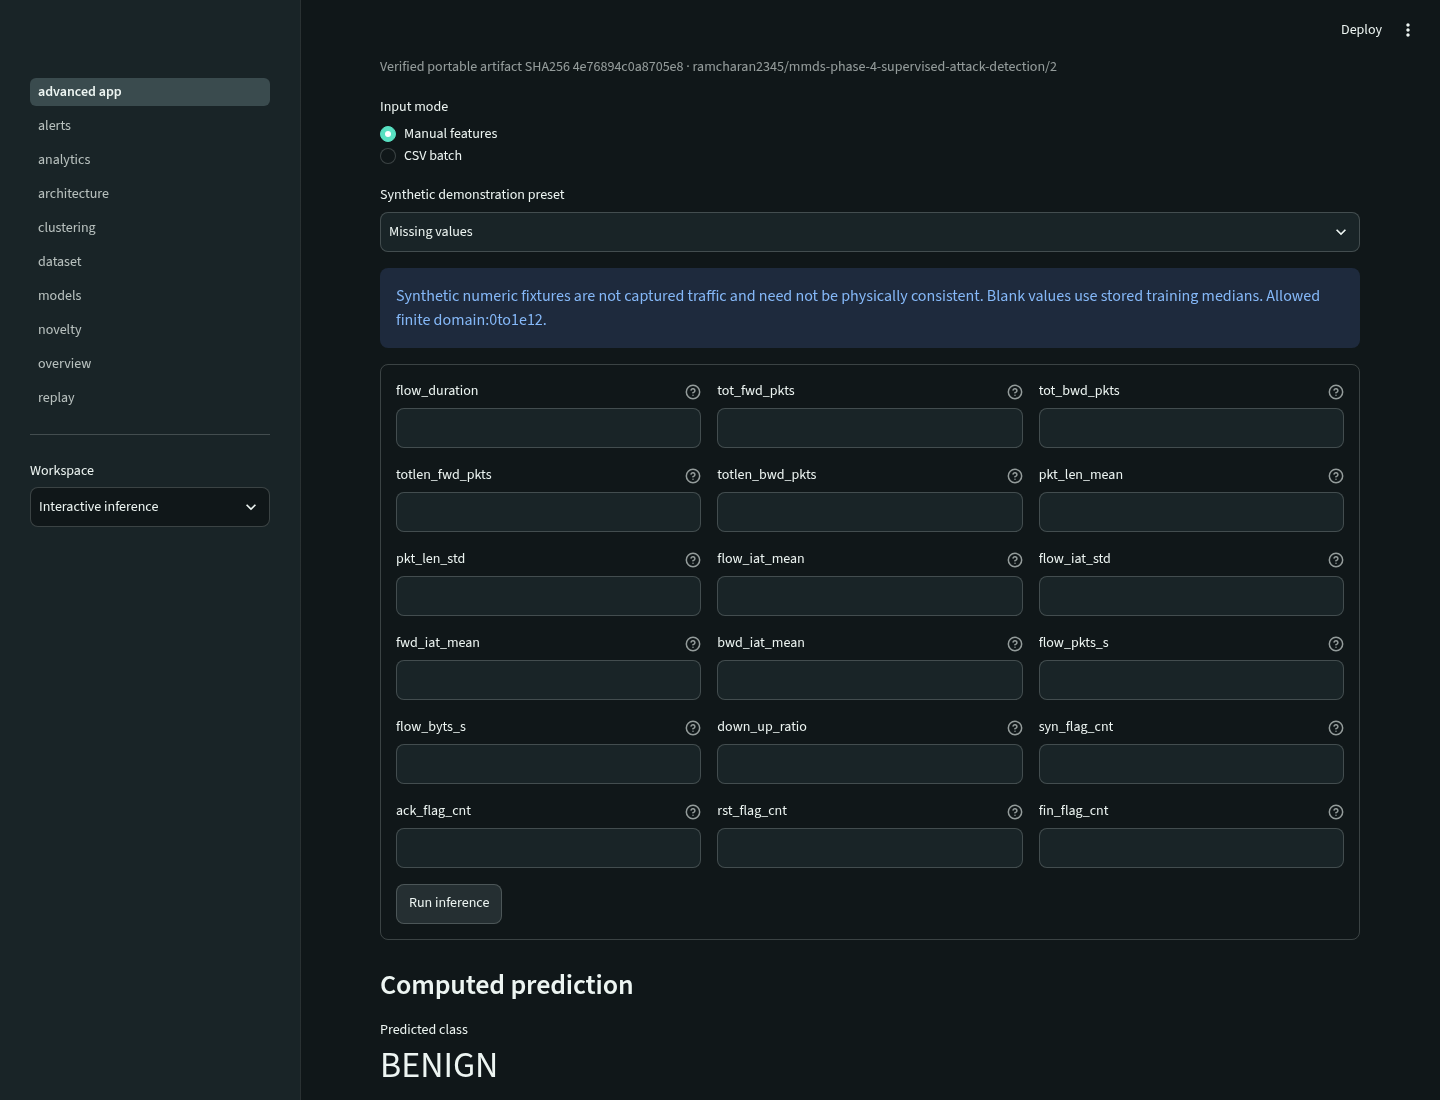 Deploy
advanced app
alerts
analytics
architecture
clustering
dataset
models
novelty
overview
replay
Workspace
Interactive inference
Verified portable artifact SHA256 4e76894c0a8705e8 · ramcharan2345/mmds-phase-4-supervised-attack-detection/2
Input mode
Manual features
CSV batch
Synthetic demonstration preset
Missing values
Synthetic numeric fixtures are not captured traffic and need not be physically consistent. Blank values use stored training medians. Allowed
finite domain:0to1e12.
flow_duration
tot_fwd_pkts
tot_bwd_pkts
totlen_fwd_pkts
totlen_bwd_pkts
pkt_len_mean
pkt_len_std
flow_iat_mean
flow_iat_std
fwd_iat_mean
bwd_iat_mean
flow_pkts_s
flow_byts_s
down_up_ratio
syn_flag_cnt
ack_flag_cnt
rst_flag_cnt
fin_flag_cnt
Run inference
Computed prediction
Predicted class
BENIGN